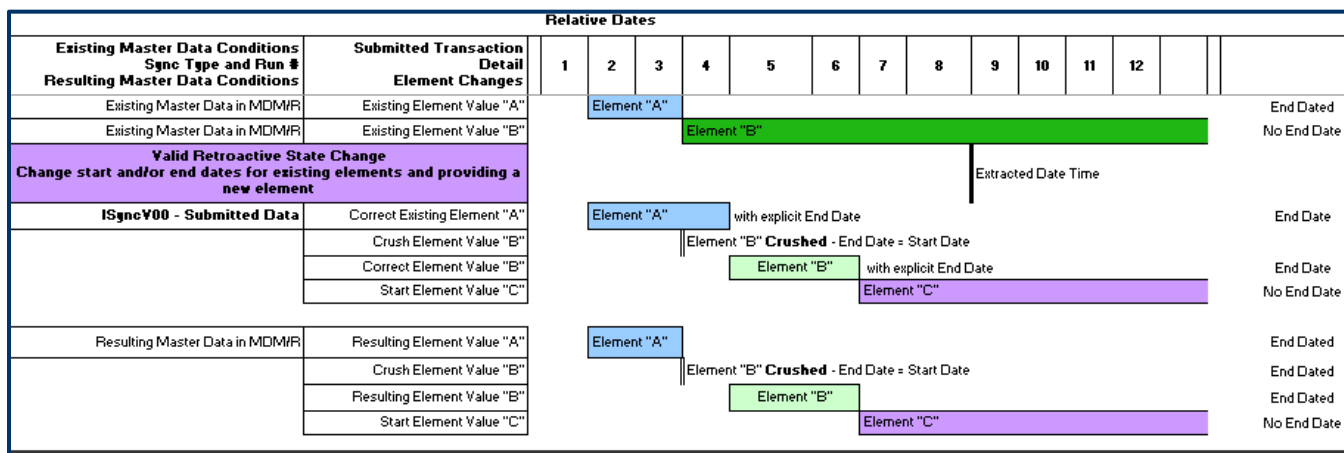 Relative Dates
Existing Master Data Conditions
Sync Type and Run #
Resulting Master Data Conditions
Submitted Transaction
Detail
Element Changes
1 2 3 4 5 6 7 8 9 10 11 12
Existing Master Data in MDM/R Existing Element Value "A" Element "A" End Dated
Existing Master Data in MDM/R Existing Element Value "B" Element "B" No End Date
Valid Retroactive State Change
Change start and/or end dates for existing elements and providing a
new element
Extracted Date Time
ISyncV00 - Submitted Data Correct Existing Element "A" Element "A" with explicit End Date End Date
Crush Element Value "B" Element "B" Crushed - End Date = Start Date
Correct Element Value "B" Element "B" with explicit End Date End Date
Start Element Value "C" Element "C" No End Date
Resulting Master Data in MDM/R Resulting Element Value "A" Element "A" End Dated
Crush Element Value "B" Element "B" Crushed - End Date = Start Date End Dated
Resulting Element Value "B" Element "B" End Dated
Start Element Value "C" Element "C" No End Date